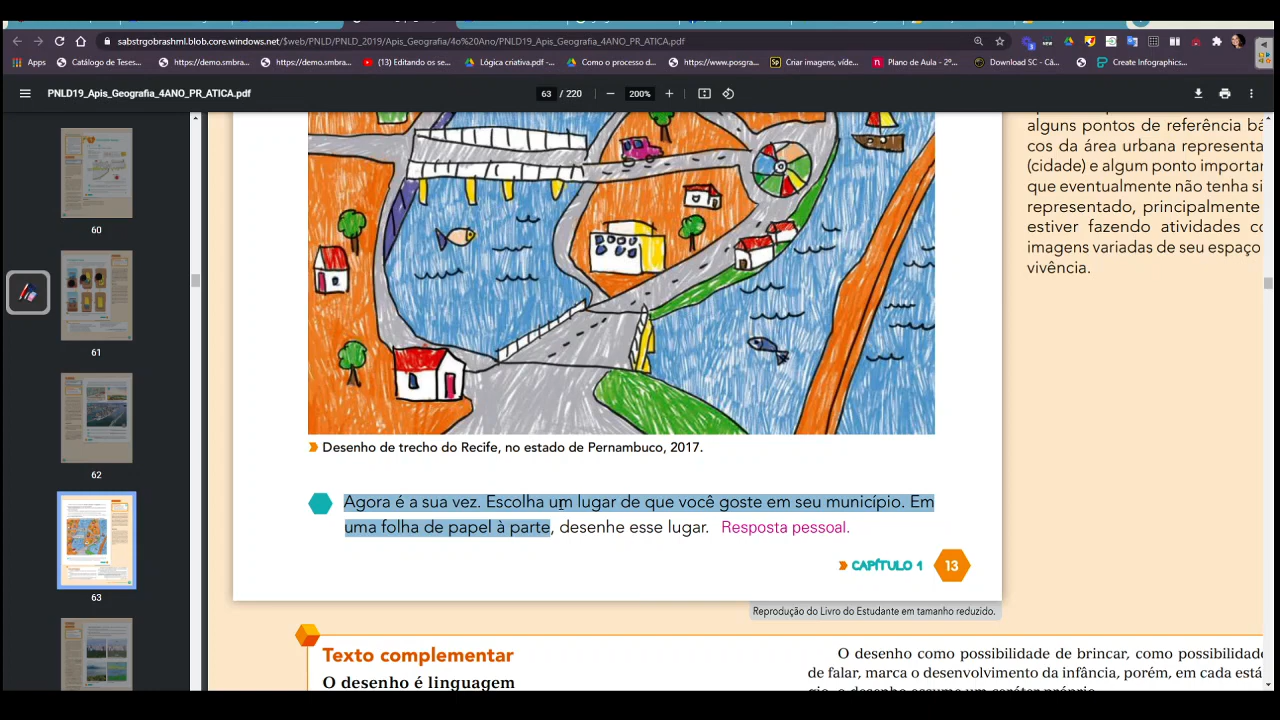 sabstrgobrashml.blob.core.windows.net/$web/PNLD/PNLD_2019/Apis_Geografia/4o%20Ano/PNLD19_Apis_Geografia_4ANO_PR_ATICA.pdf
Apps Catálogo de Teses... https://demo.smbra... https://demo.smbra... (13) Editando os se... Lógica criativa.pdf -... Como o processo d... https://www.posgra... Criar imagens, víde... Plano de Aula - 2º... Download SC - Câ... Create Infographics...
PNLD19_Apis_Geografia_4ANO_PR_ATICA.pdf 63 / 220 200%
60
61
62
63
alguns pontos de referência bá
cos da área urbana representa
(cidade) e algum ponto importan
que eventualmente não tenha si
representado, principalmente
estiver fazendo atividades co
imagens variadas de seu espaço
vivência.
Desenho de trecho do Recife, no estado de Pernambuco, 2017.
Agora é a sua vez. Escolha um lugar de que você goste em seu município. Em
uma folha de papel à parte, desenhe esse lugar. Resposta pessoal.
CAPÍTULO 1 13
Reprodução do Livro do Estudante em tamanho reduzido.
Texto complementar
O desenho é linguagem
O desenho como possibilidade de brincar, como possibilidade
de falar, marca o desenvolvimento da infância, porém, em cada está